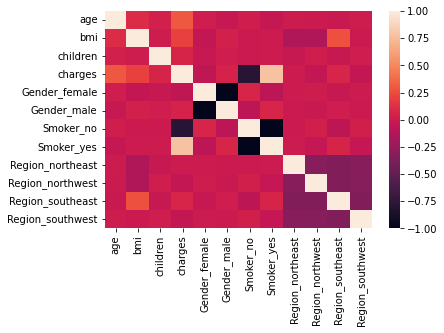 age
bmi
children
charges
Gender_female
Gender_male
Smoker_no
Smoker_yes
Region_northeast
Region_northwest
Region_southeast
Region_southwest
age
bmi
children
charges
Gender_female
Gender_male
Smoker_no
Smoker_yes
Region_northeast
Region_northwest
Region_southeast
Region_southwest
1.00
0.75
0.50
0.25
0.00
−0.25
−0.50
−0.75
−1.00